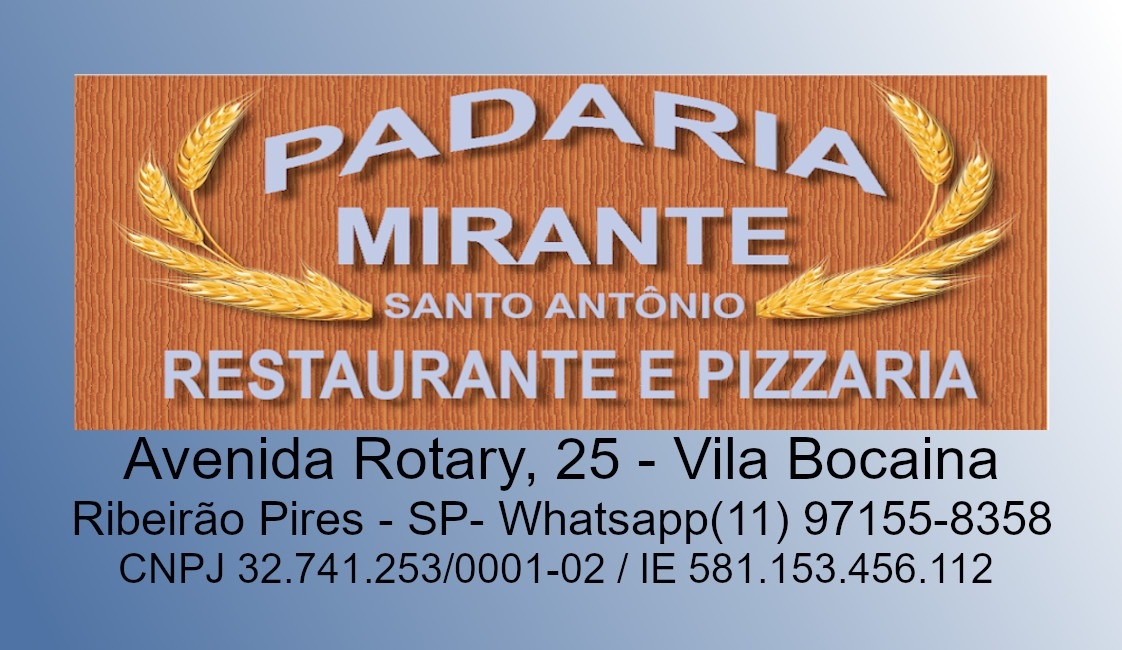 PADARIA
MIRANTE
SANTO ANTÔNIO
RESTAURANTE E PIZZARIA
Avenida Rotary, 25 - Vila Bocaina
Ribeirão Pires - SP- Whatsapp(11) 97155-8358
CNPJ 32.741.253/0001-02 / IE 581.153.456.112